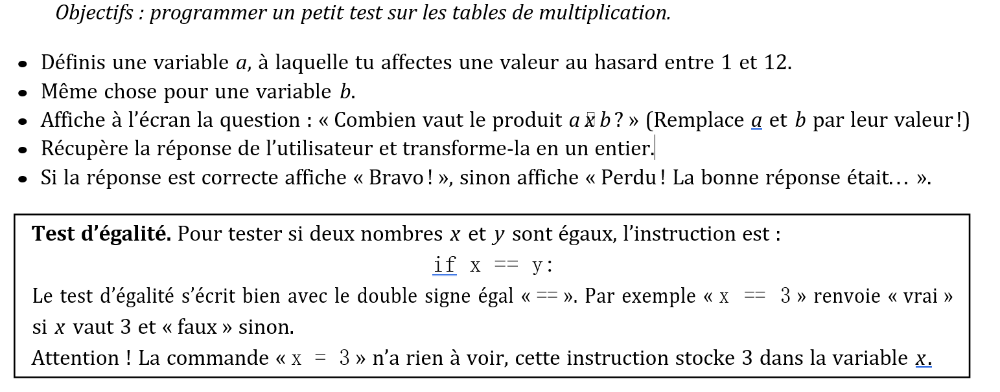 Objectifs : programmer un petit test sur les tables de multiplication.
• Définis une variable a, à laquelle tu affectes une valeur au hasard entre 1 et 12.
• Même chose pour une variable b.
• Affiche à l’écran la question : « Combien vaut le produit a x b ? » (Remplace a et b par leur valeur !)
• Récupère la réponse de l’utilisateur et transforme-la en un entier.
• Si la réponse est correcte affiche « Bravo ! », sinon affiche « Perdu ! La bonne réponse était… ».
Test d’égalité. Pour tester si deux nombres x et y sont égaux, l’instruction est :
if x == y:
Le test d’égalité s’écrit bien avec le double signe égal « == ». Par exemple « x == 3 » renvoie « vrai »
si x vaut 3 et « faux » sinon.
Attention ! La commande « x = 3 » n’a rien à voir, cette instruction stocke 3 dans la variable x.